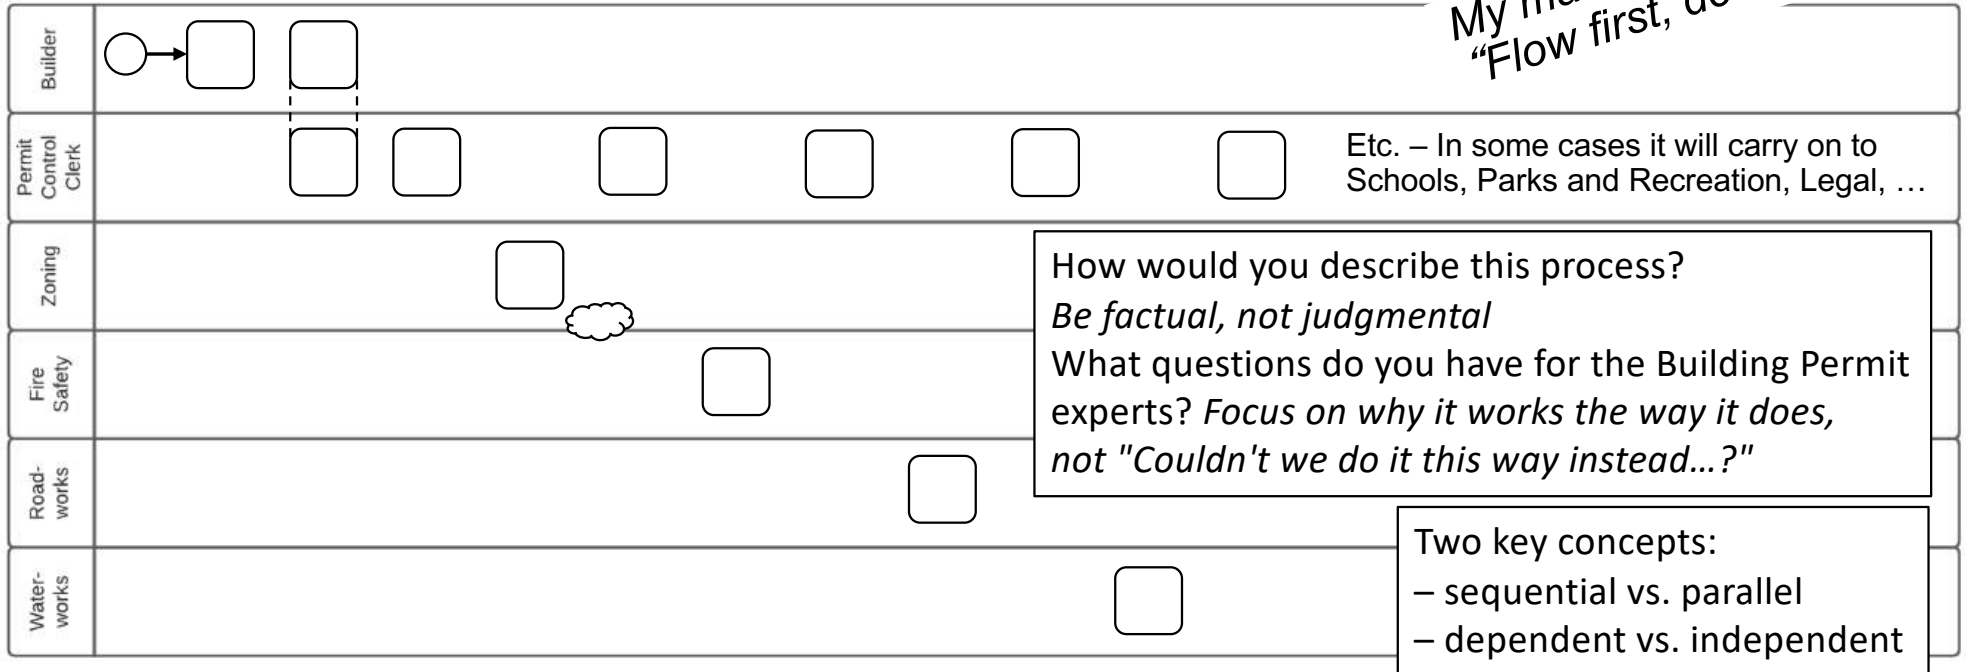 My
“Flow first,
Builder
Permit
Control
Clerk
Etc. – In some cases it will carry on to
Schools, Parks and Recreation, Legal, …
Zoning
How would you describe this process?
Be factual, not judgmental
What questions do you have for the Building Permit
experts? Focus on why it works the way it does,
not "Couldn't we do it this way instead…?"
Fire
Safety
Road-
works
Two key concepts:
– sequential vs. parallel
– dependent vs. independent
Water-
works